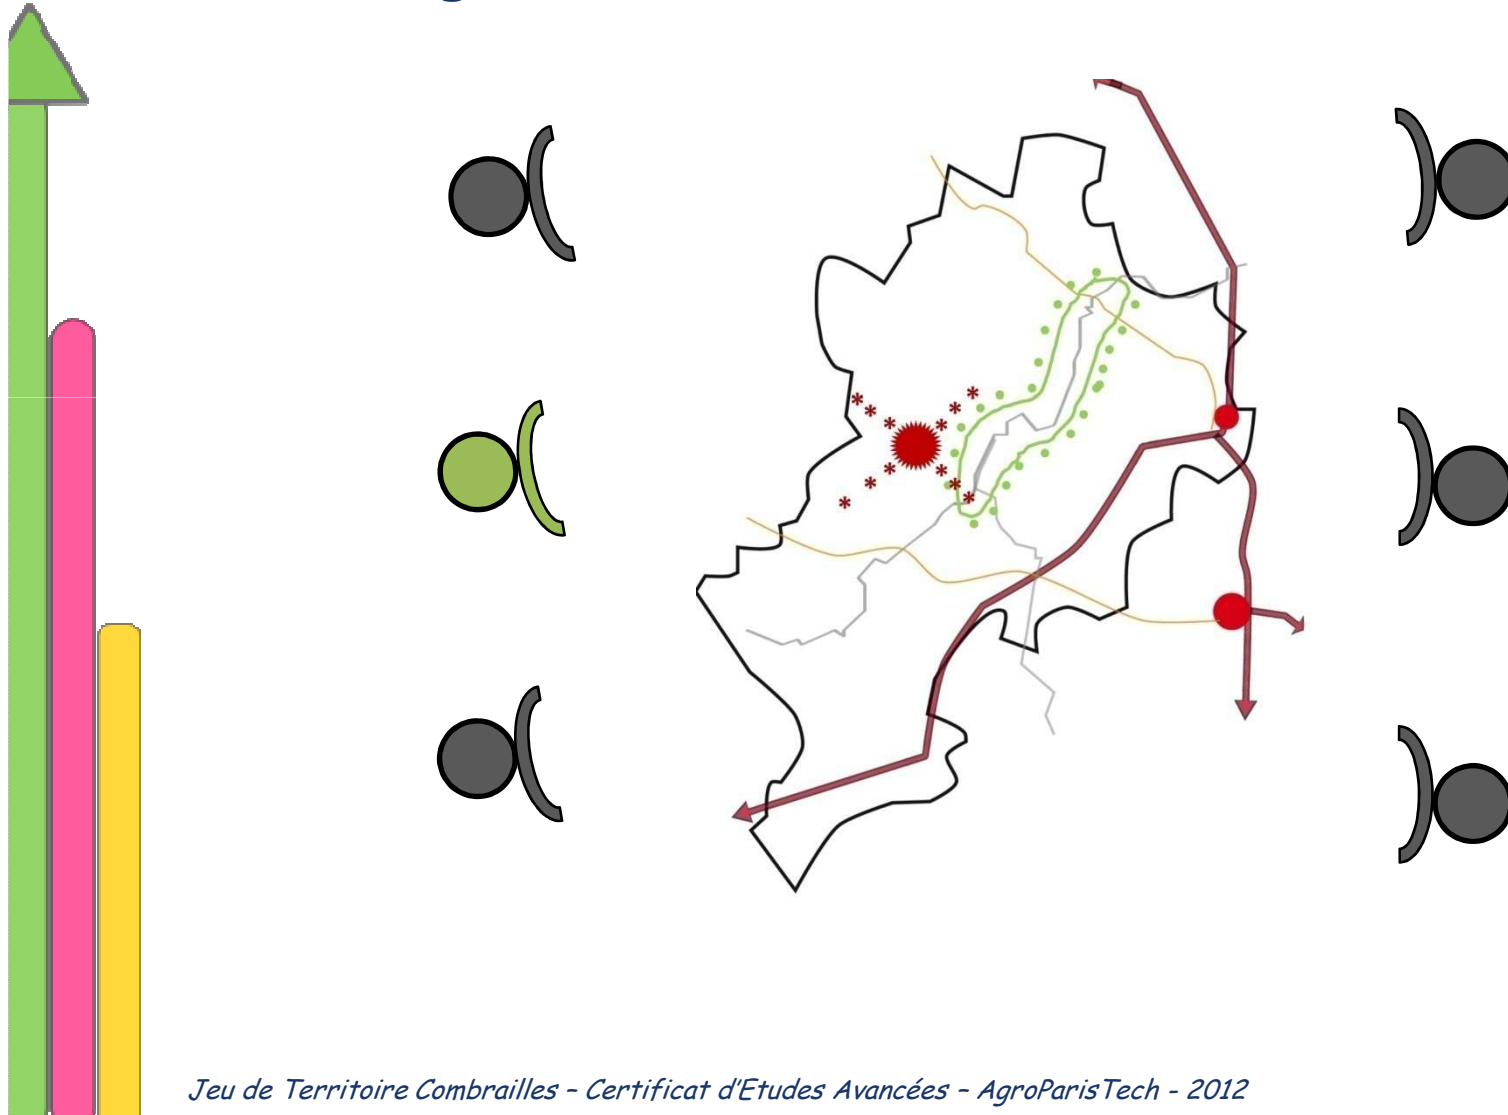 Jeu de Territoire Combrailles – Certificat d'Etudes Avancées – AgroParisTech - 2012